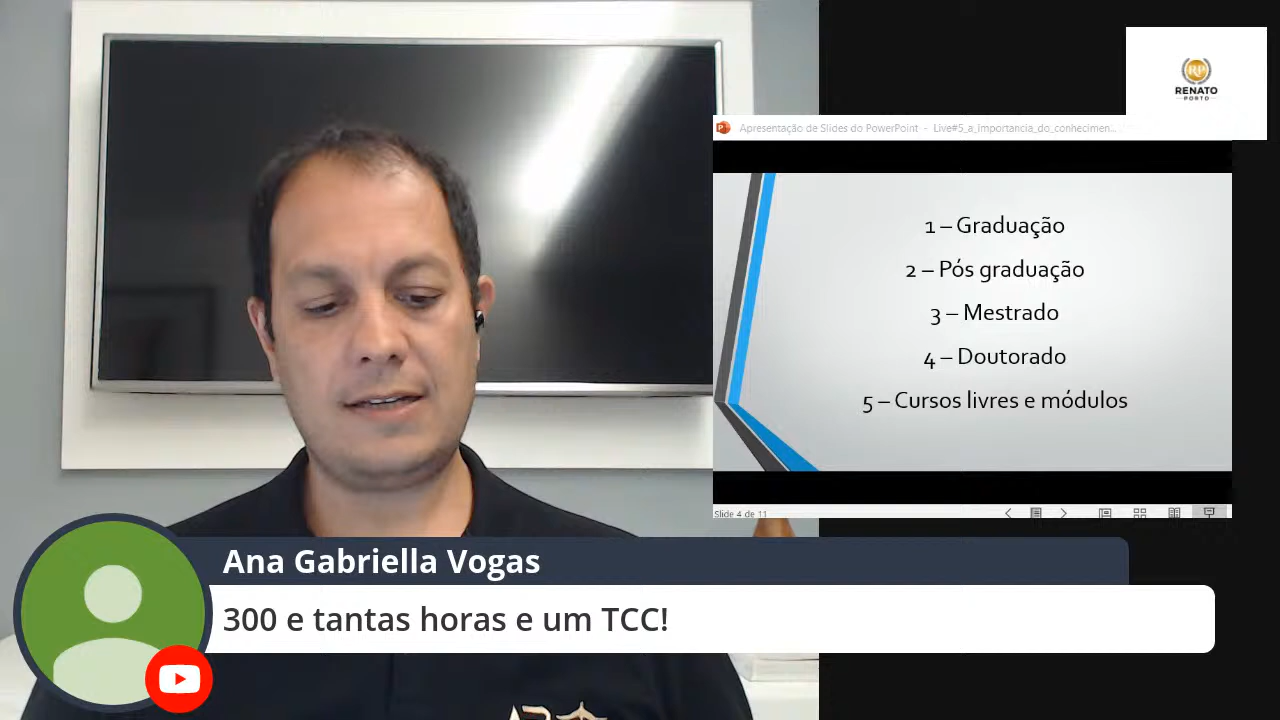 RP
RENATO
PORTO
Apresentação de Slides do PowerPoint - Live#5_a_importancia_do_conhecimen...
1 – Graduação
2 – Pós graduação
3 – Mestrado
4 – Doutorado
5 – Cursos livres e módulos
Slide 4 de 11
Ana Gabriella Vogas
300 e tantas horas e um TCC!